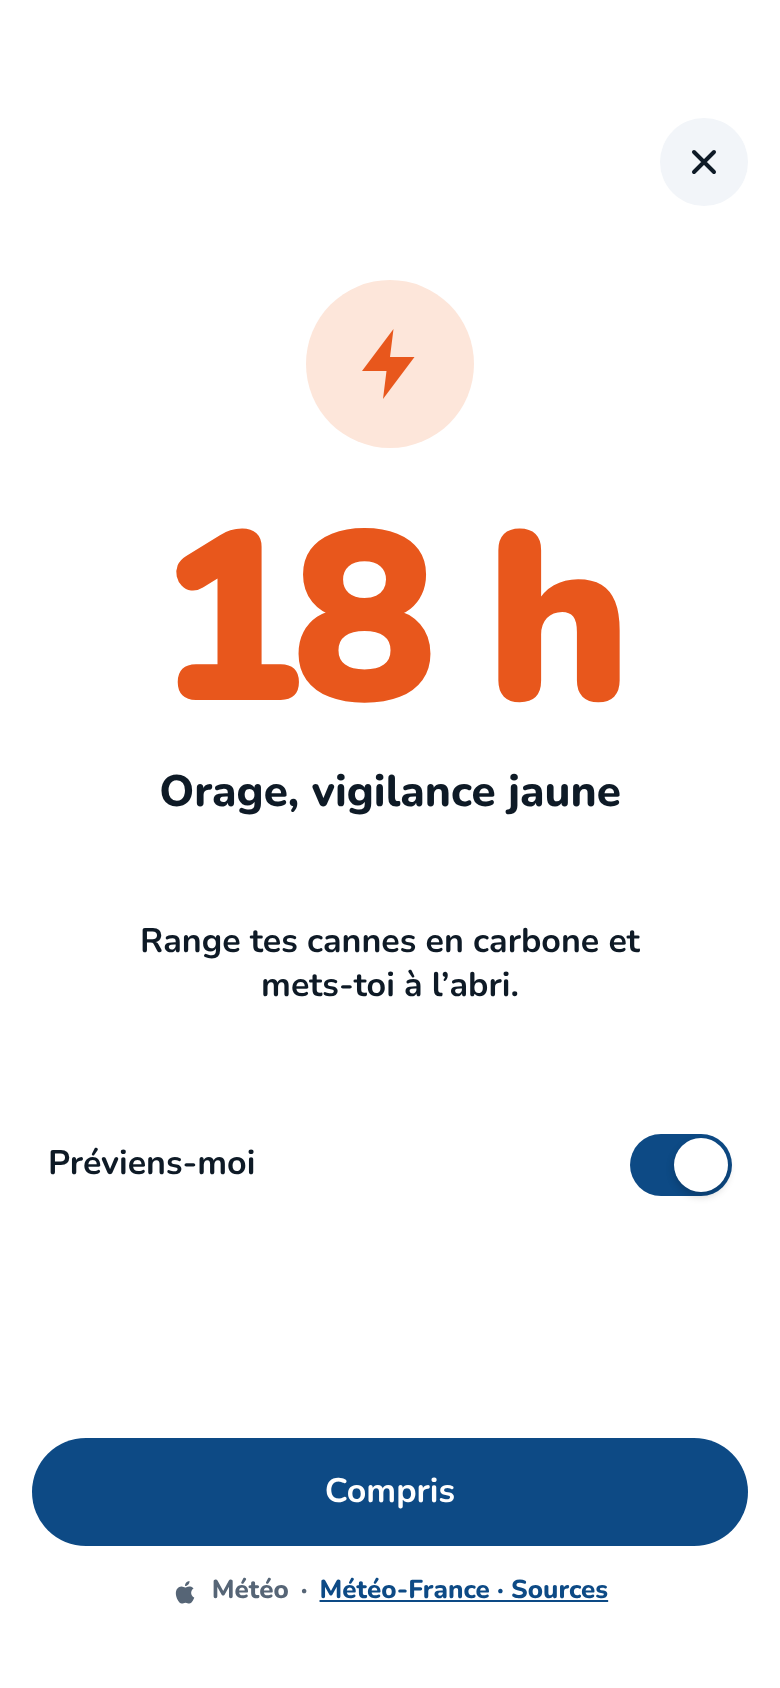 18 h
Orage, vigilance jaune
Range tes cannes en carbone et
mets-toi à l’abri.
Préviens-moi
Compris
Météo · Météo-France · Sources